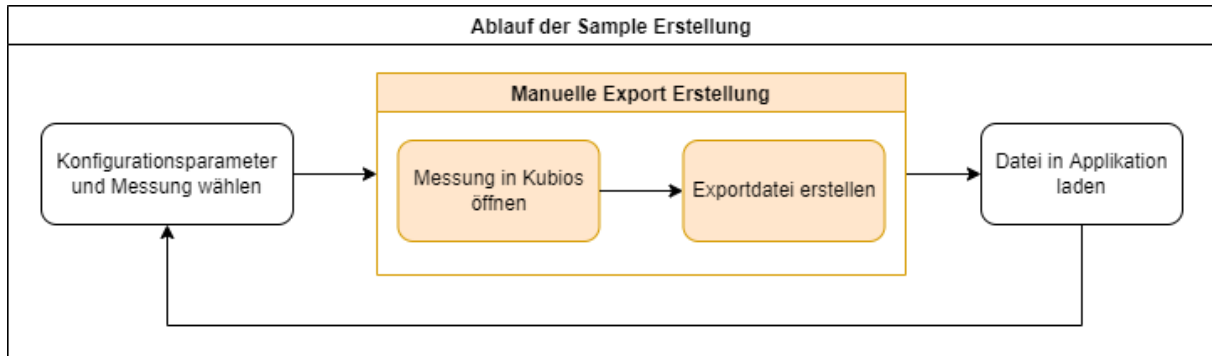 Ablauf der Sample Erstellung
Manuelle Export Erstellung
Konfigurationsparameter
und Messung wählen
Messung in Kubios
öffnen
Exportdatei erstellen
Datei in Applikation
laden